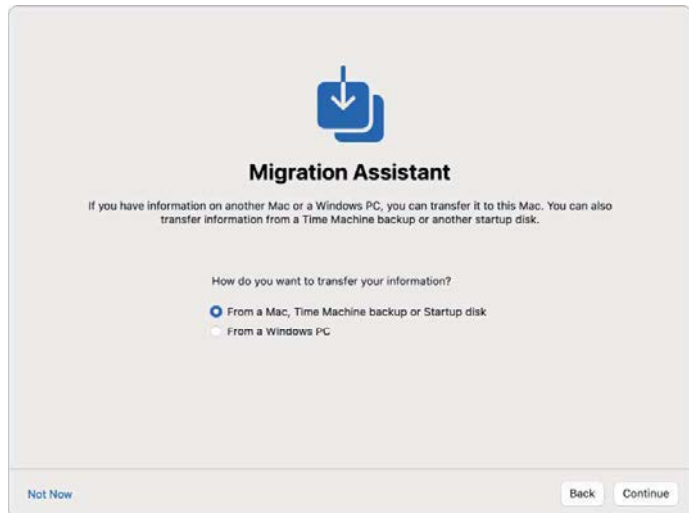 Migration Assistant
If you have information on another Mac or a Windows PC, you can transfer it to this Mac. You can also
transfer information from a Time Machine backup or another startup disk.
How do you want to transfer your information?
From a Mac, Time Machine backup or Startup disk
From a Windows PC
Not Now
Back
Continue